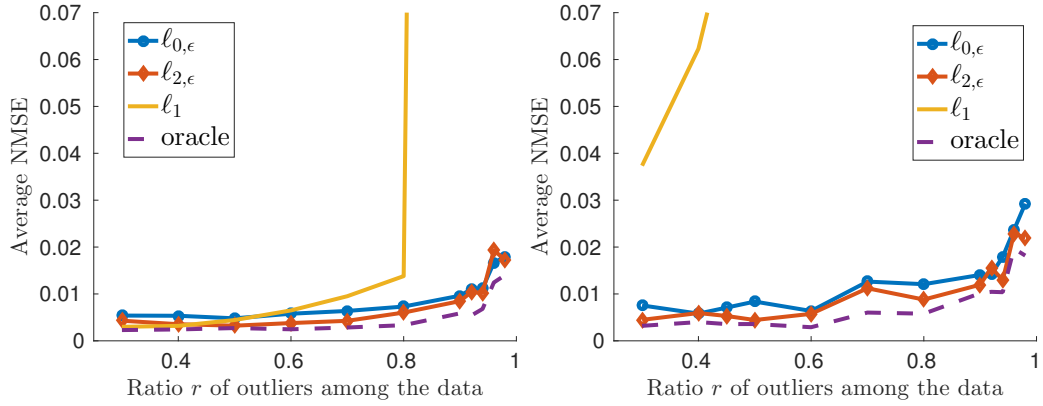 0.07
0.06
0.05
0.04
0.03
0.02
0.01
0
Average NMSE
0.4
0.6
0.8
1
Ratio r of outliers among the data
ℓ0,ϵ
ℓ2,ϵ
ℓ1
oracle
0.07
0.06
0.05
0.04
0.03
0.02
0.01
0
Average NMSE
0.4
0.6
0.8
1
Ratio r of outliers among the data
ℓ0,ϵ
ℓ2,ϵ
ℓ1
oracle